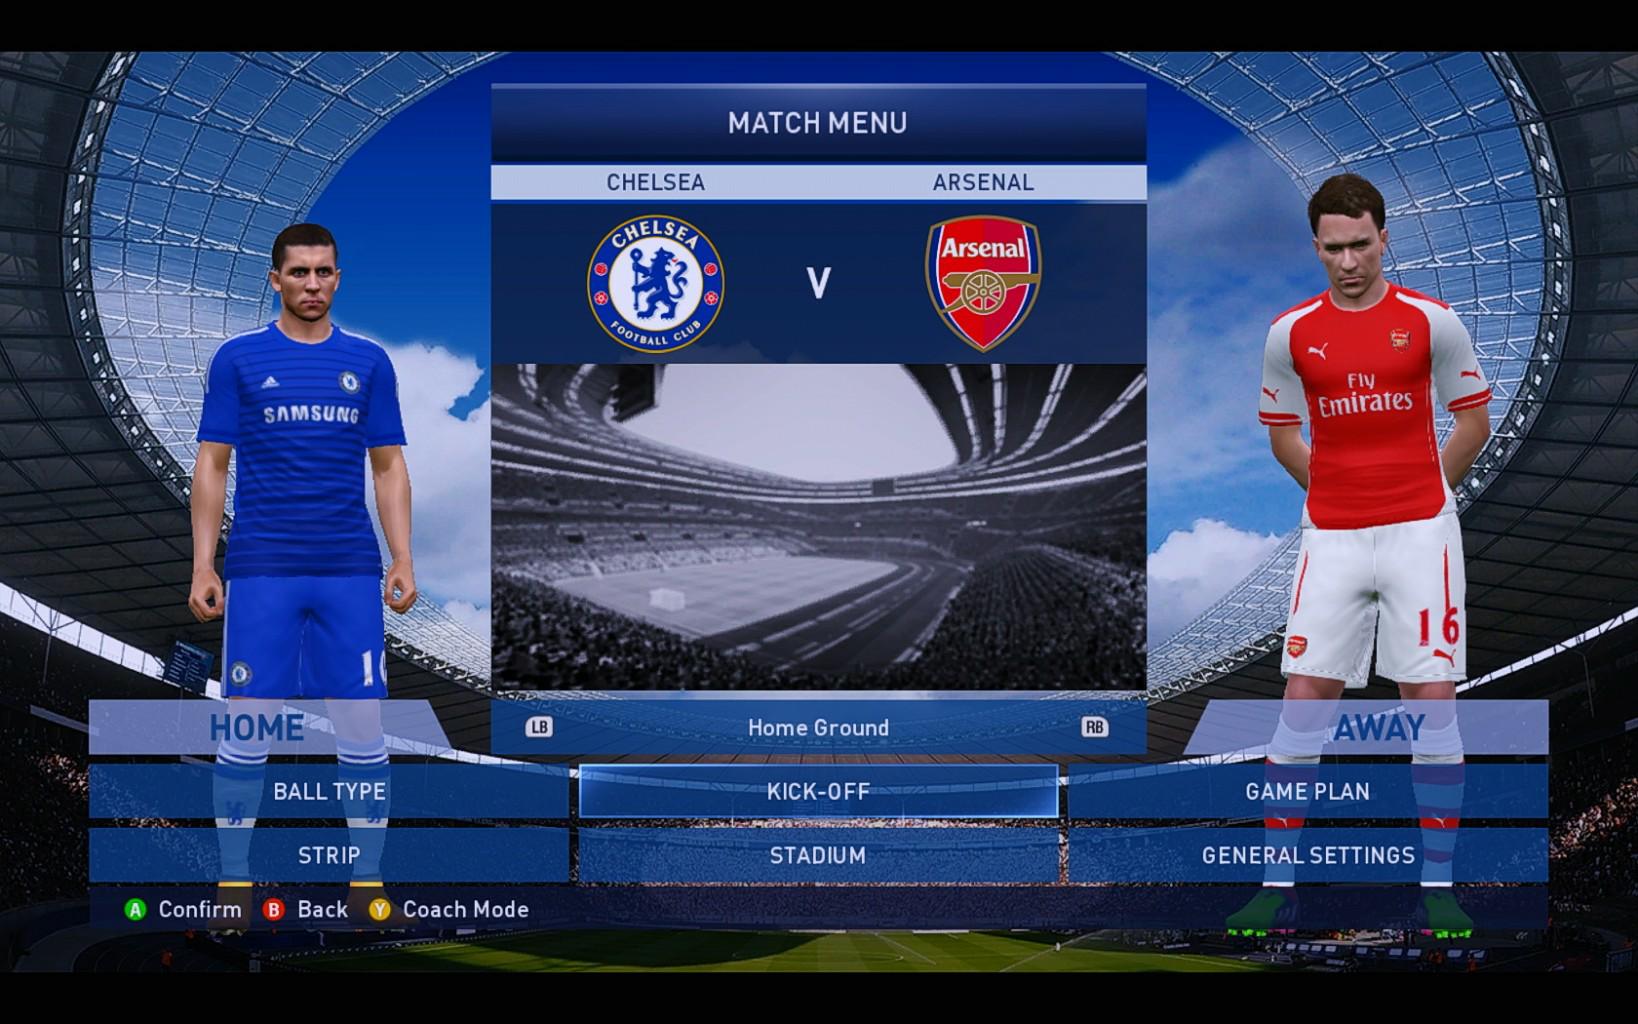 MATCH MENU
CHELSEA
ARSENAL
CHELSEA
FOOTBALL CLUB
V
Arsenal
SAMSUNG
Fly
Emirates
16
HOME
LB
Home Ground
RB
AWAY
BALL TYPE
KICK-OFF
GAME PLAN
STRIP
STADIUM
GENERAL SETTINGS
A Confirm B Back Y Coach Mode